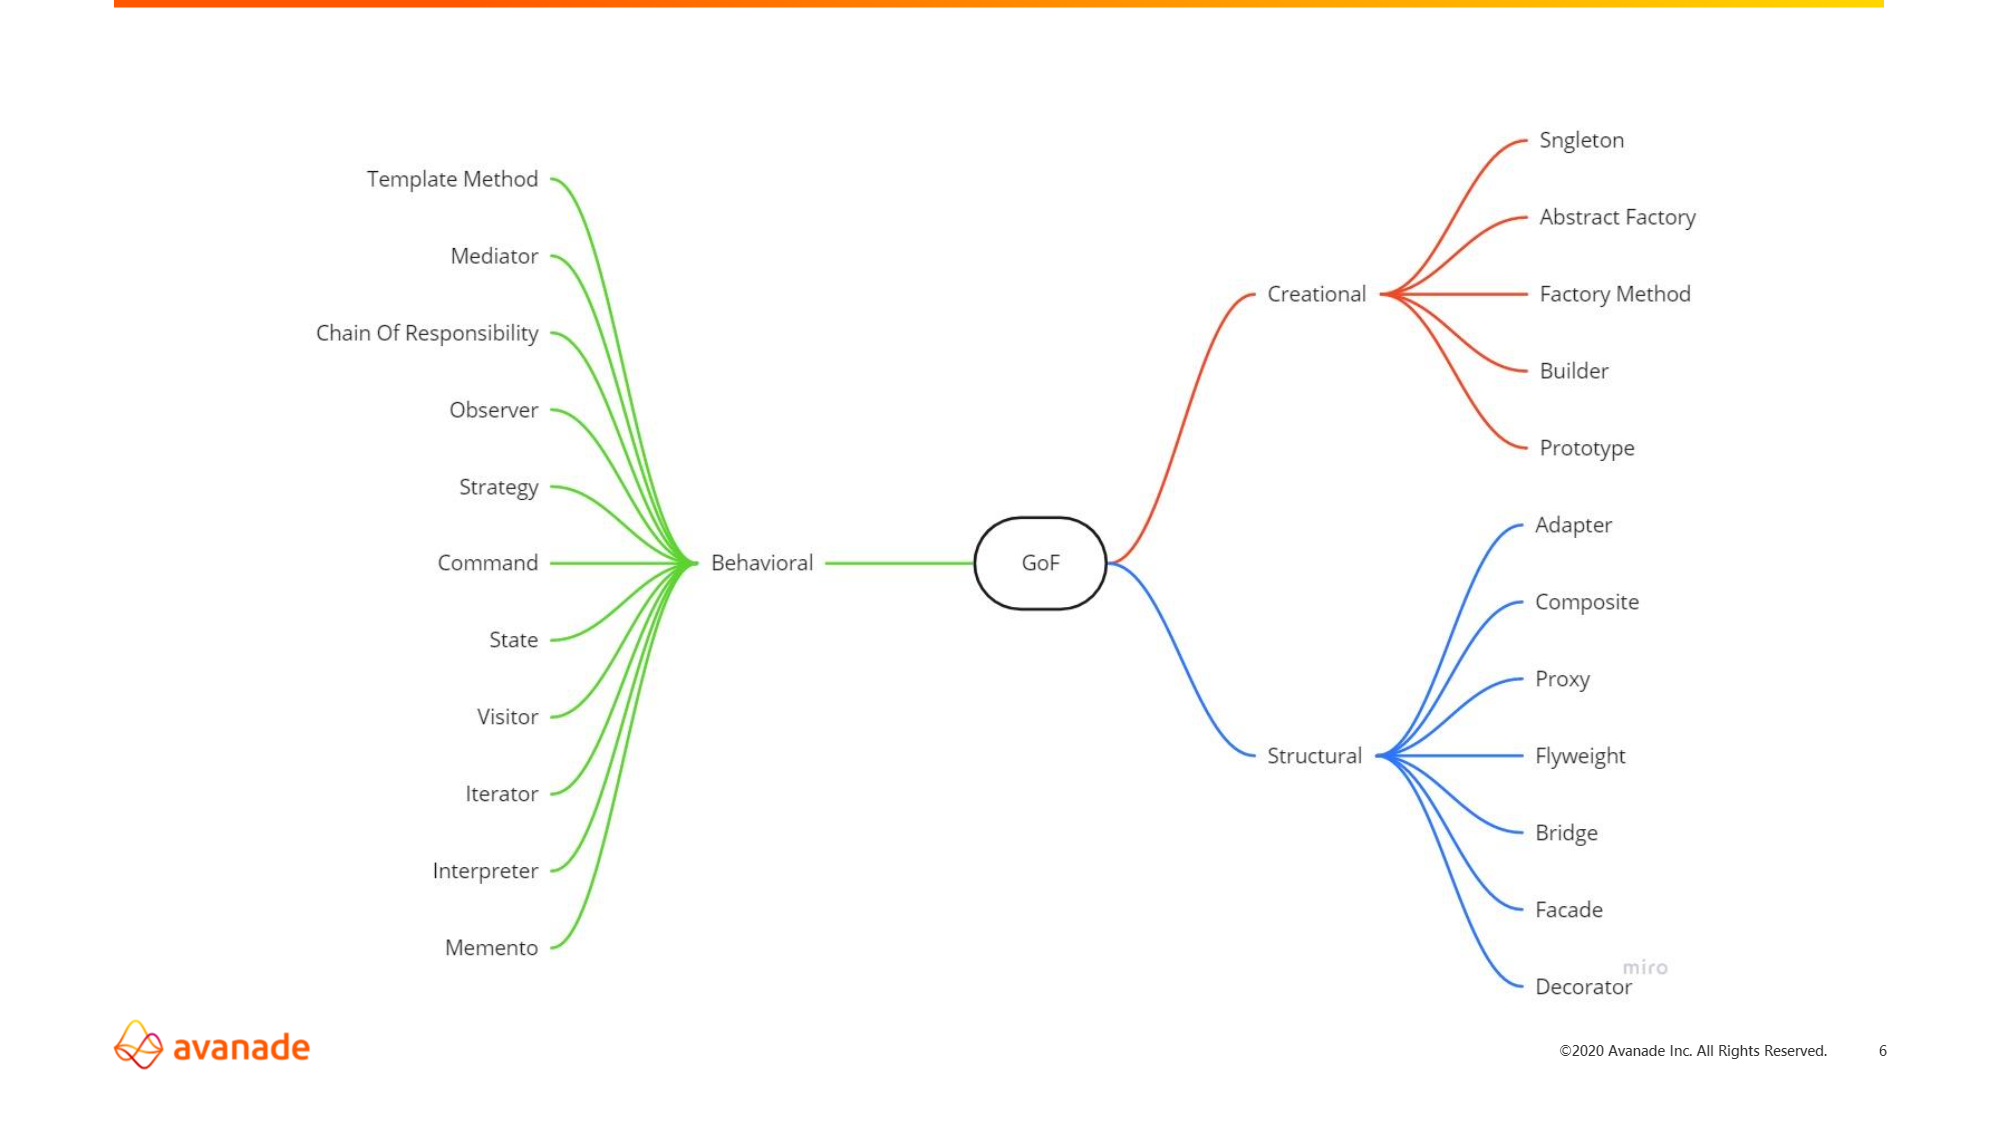 Template Method
Mediator
Chain Of Responsibility
Observer
Strategy
Command
State
Visitor
Iterator
Interpreter
Memento
Behavioral
GoF
Creational
Sngleton
Abstract Factory
Factory Method
Builder
Prototype
Structural
Adapter
Composite
Proxy
Flyweight
Bridge
Facade
Decorator
miro
avanade
©2020 Avanade Inc. All Rights Reserved. 6